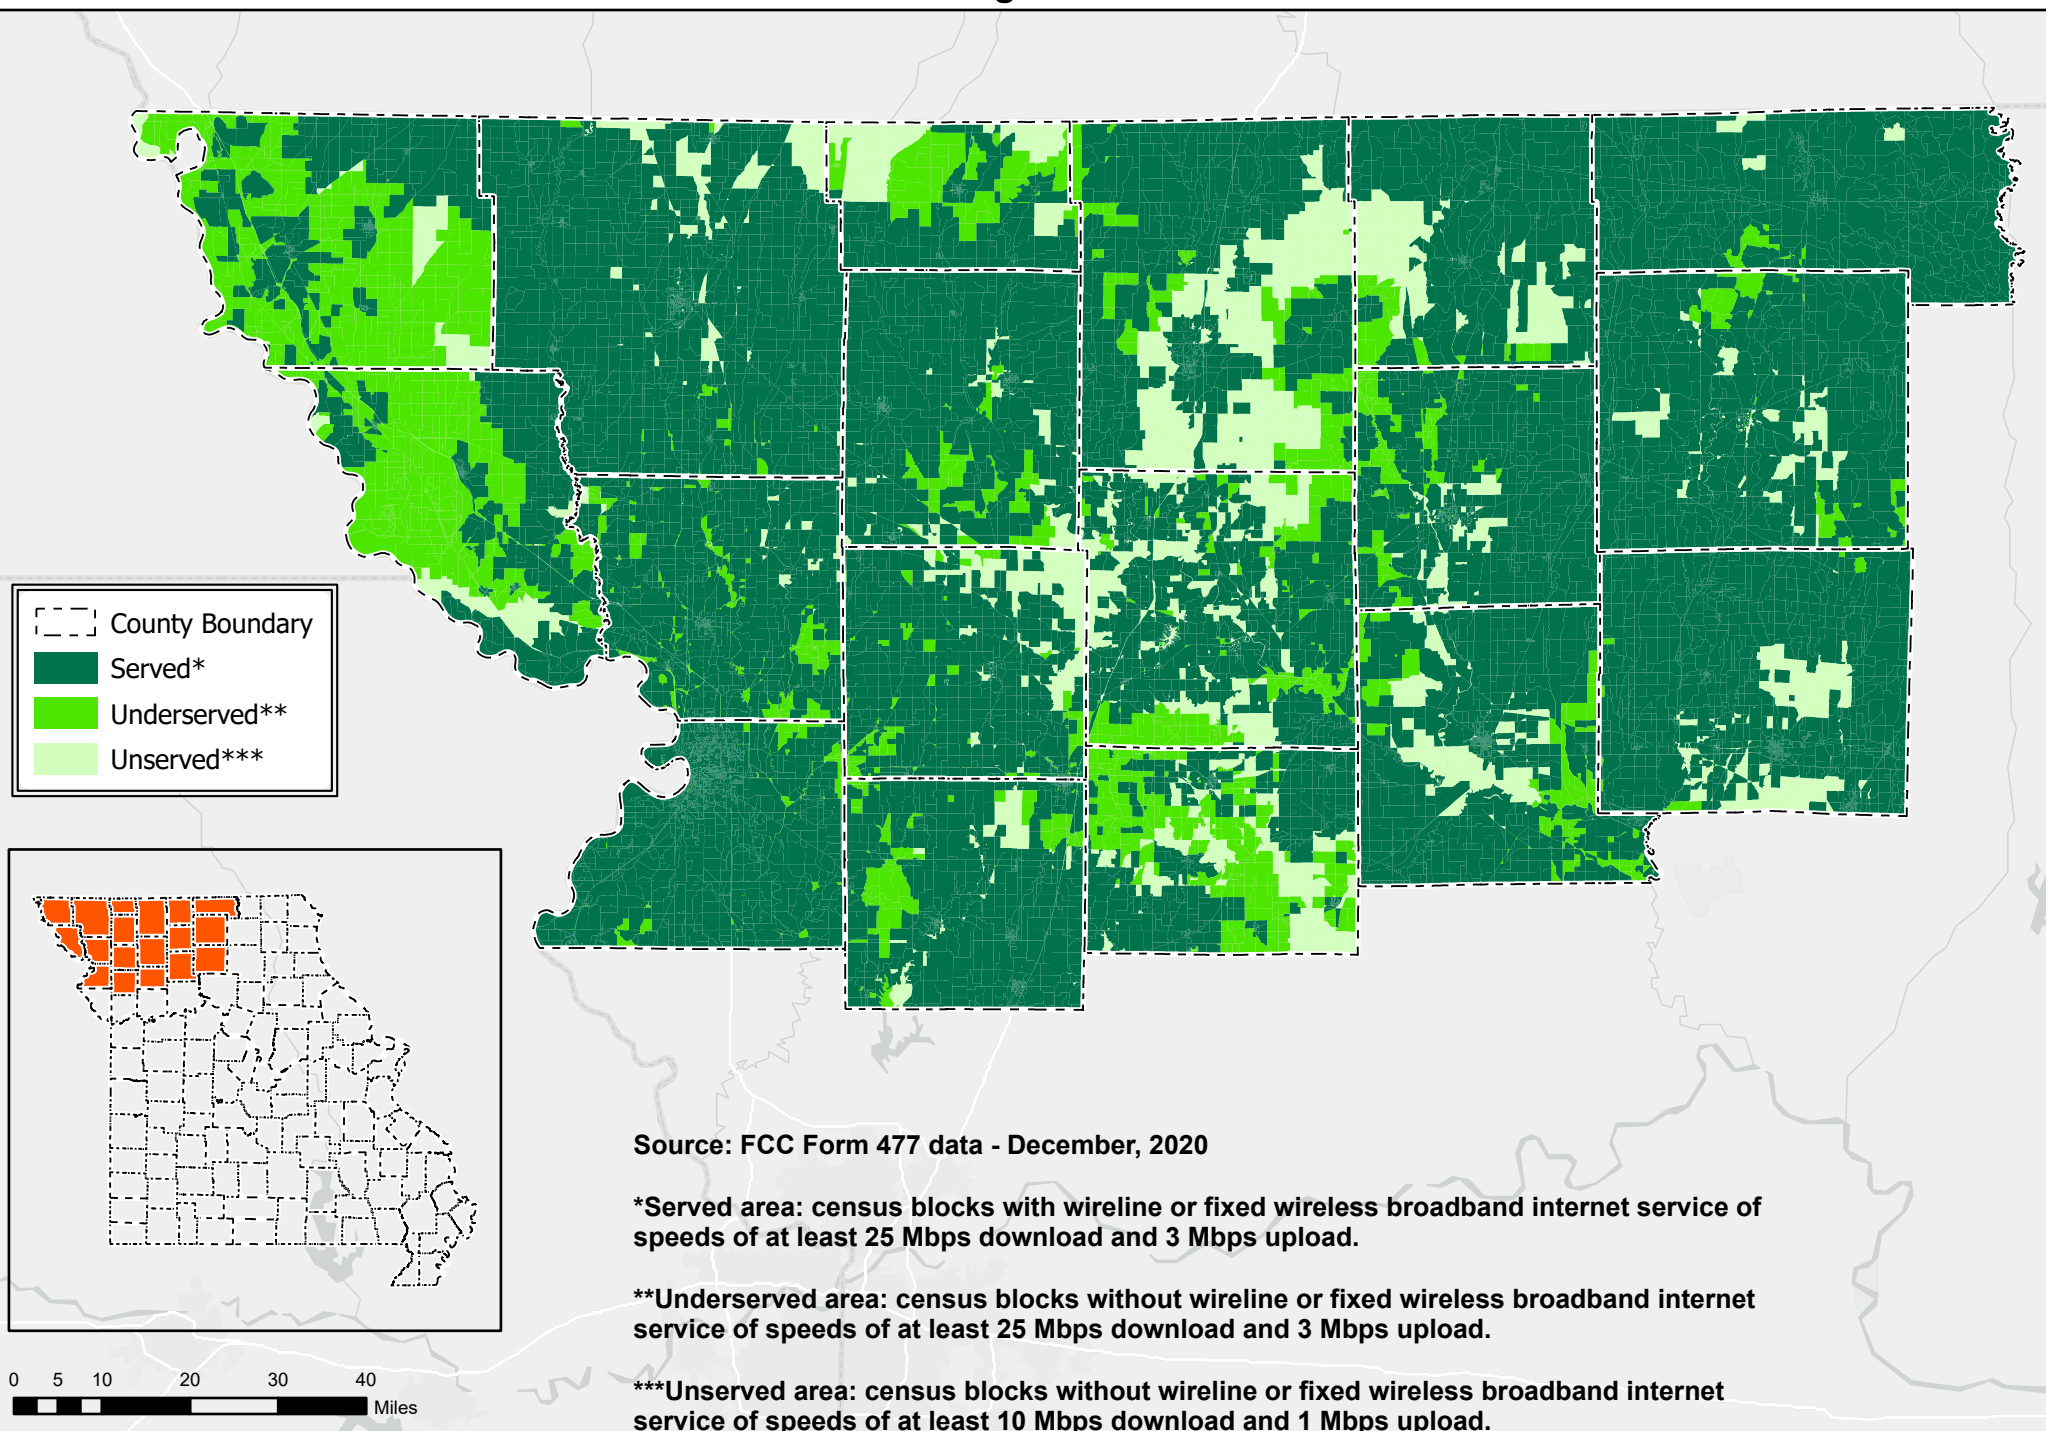 County Boundary
Served*
Underserved**
Unserved***
Source: FCC Form 477 data - December, 2020
*Served area: census blocks with wireline or fixed wireless broadband internet service of
speeds of at least 25 Mbps download and 3 Mbps upload.
**Underserved area: census blocks without wireline or fixed wireless broadband internet
service of speeds of at least 25 Mbps download and 3 Mbps upload.
***Unserved area: census blocks without wireline or fixed wireless broadband internet
service of speeds of at least 10 Mbps download and 1 Mbps upload.
0 5 10 20 30 40
Miles